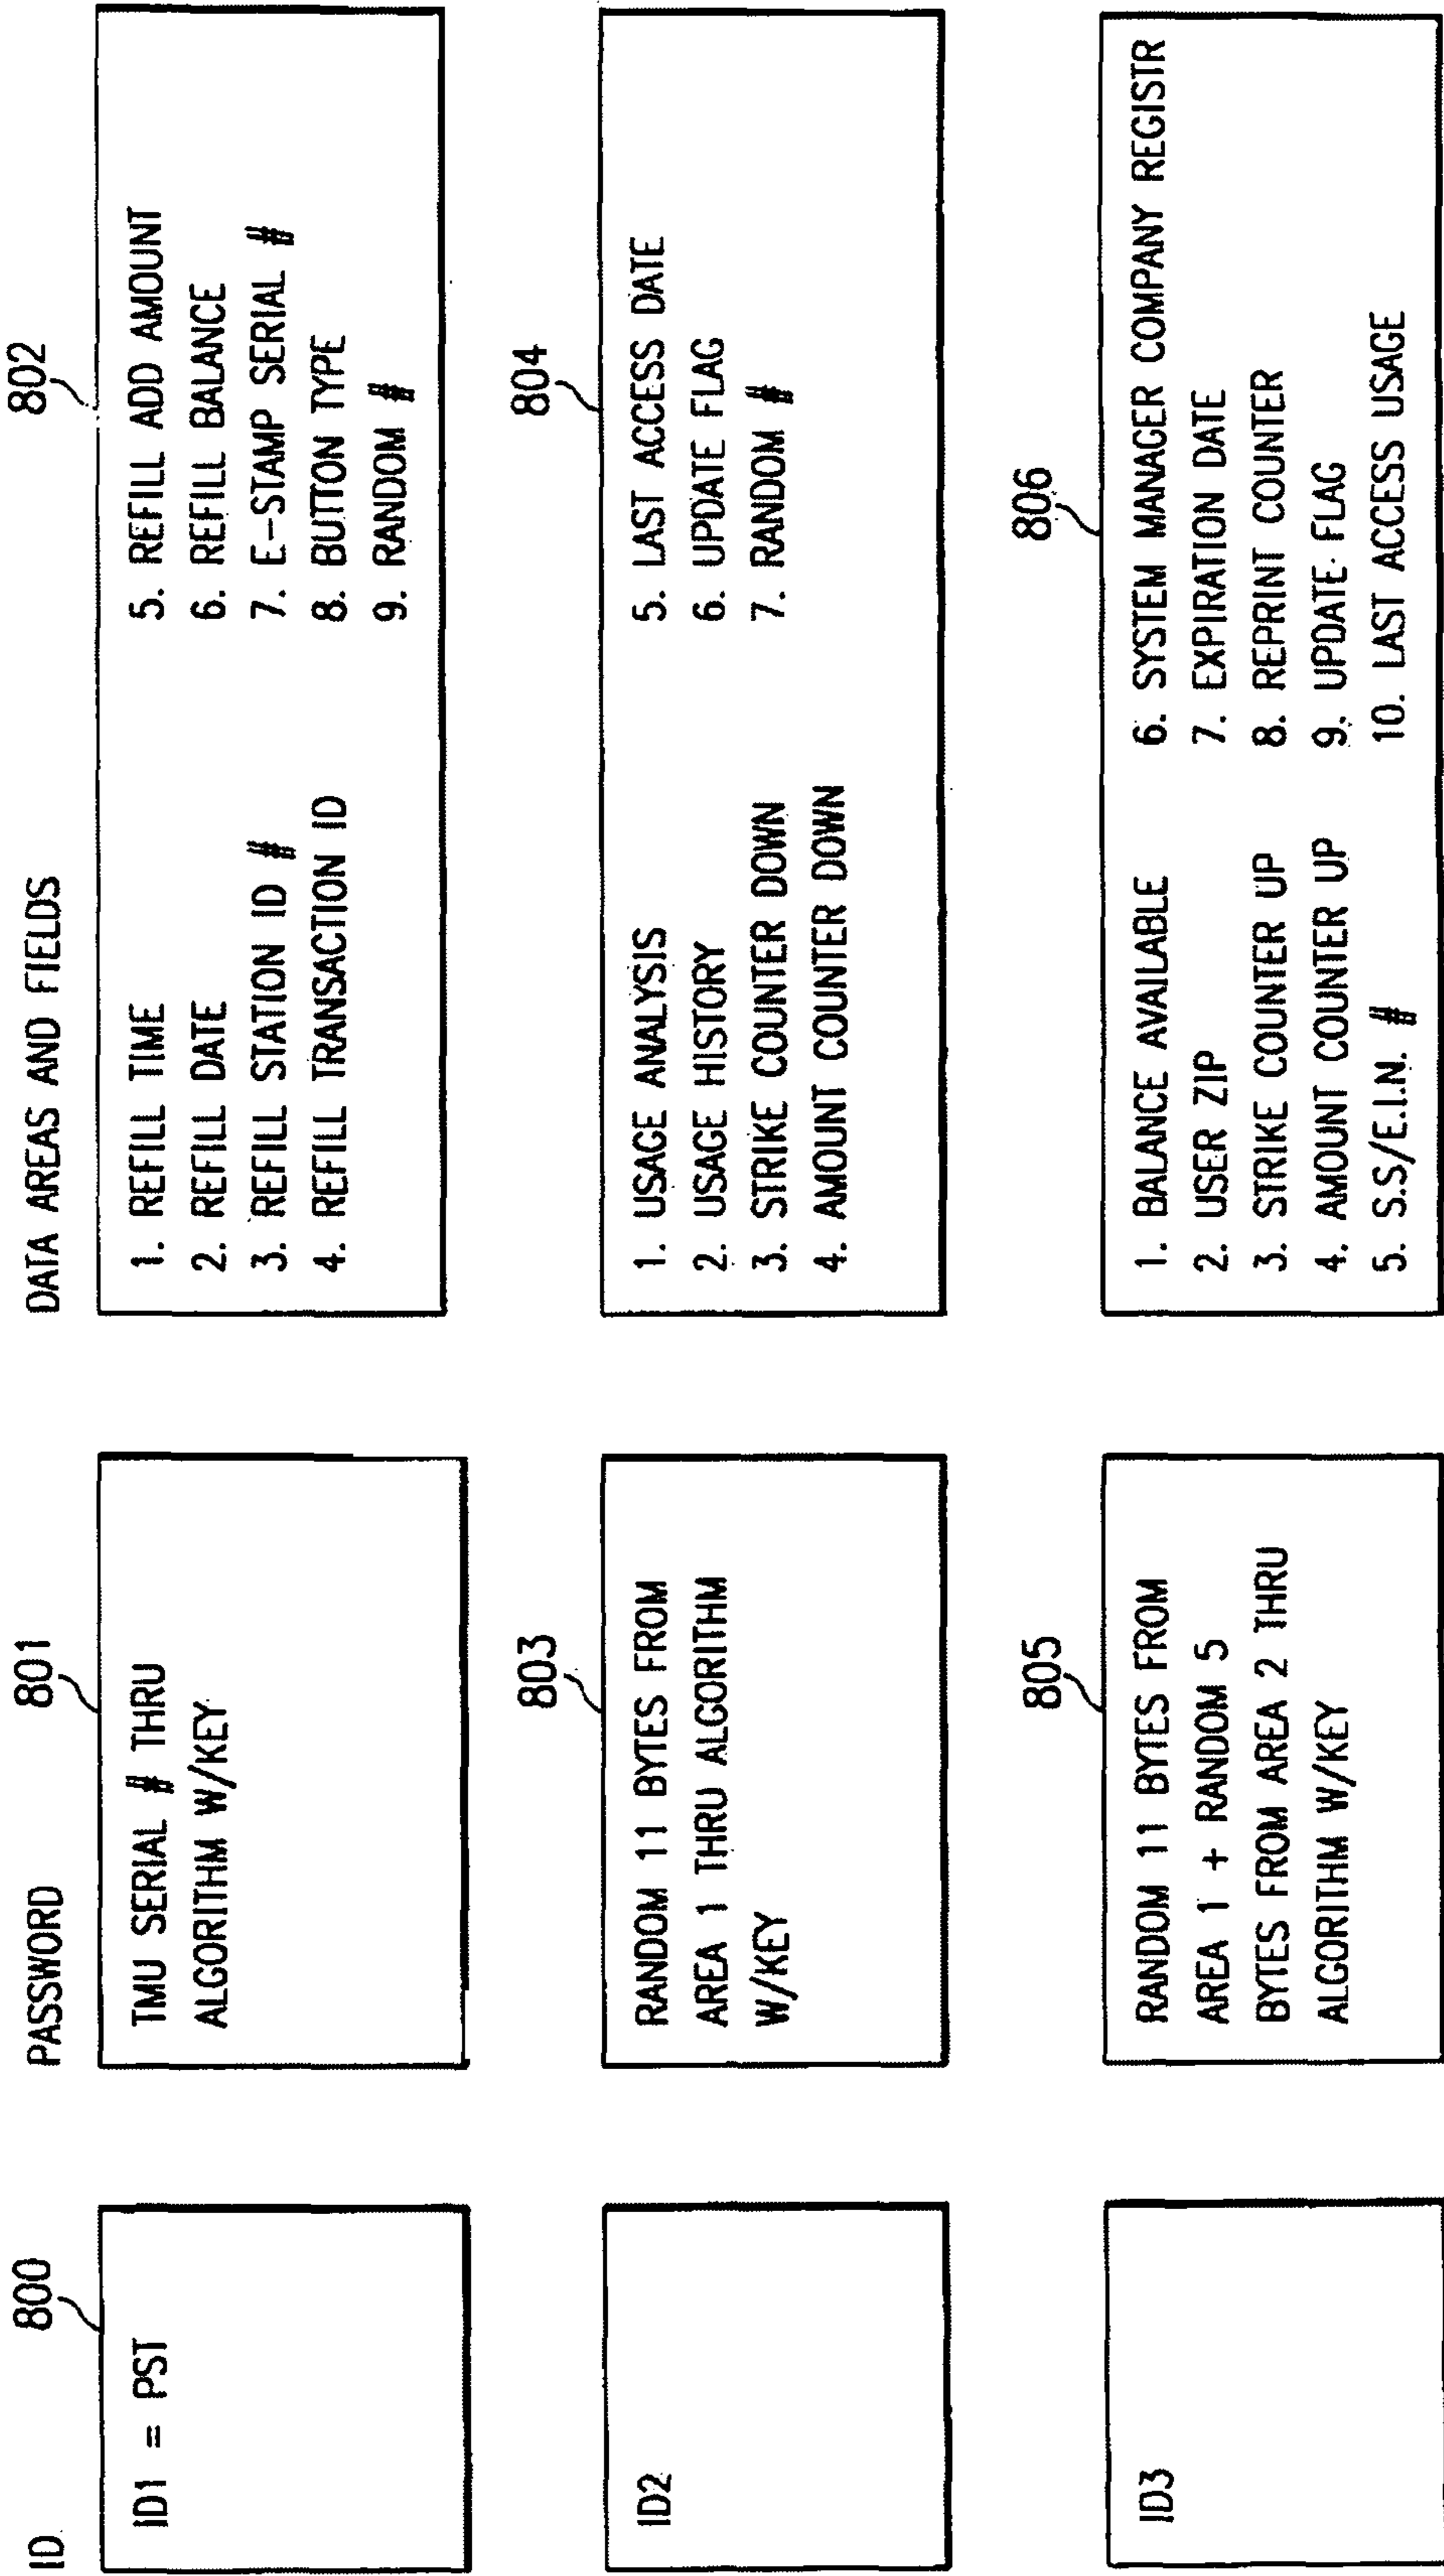 ID
PASSWORD
DATA AREAS AND FIELDS
800
801
802
ID1 = PST
TMU SERIAL # THRU
ALGORITHM W/KEY
1. REFILL TIME
2. REFILL DATE
3. REFILL STATION ID #
4. REFILL TRANSACTION ID
5. REFILL ADD AMOUNT
6. REFILL BALANCE
7. E-STAMP SERIAL #
8. BUTTON TYPE
9. RANDOM #
803
804
ID2
RANDOM 11 BYTES FROM
AREA 1 THRU ALGORITHM
W/KEY
1. USAGE ANALYSIS
2. USAGE HISTORY
3. STRIKE COUNTER DOWN
4. AMOUNT COUNTER DOWN
5. LAST ACCESS DATE
6. UPDATE FLAG
7. RANDOM #
805
806
ID3
RANDOM 11 BYTES FROM
AREA 1 + RANDOM 5
BYTES FROM AREA 2 THRU
ALGORITHM W/KEY
1. BALANCE AVAILABLE
2. USER ZIP
3. STRIKE COUNTER UP
4. AMOUNT COUNTER UP
5. S.S/E.I.N. #
6. SYSTEM MANAGER COMPANY REGISTR
7. EXPIRATION DATE
8. REPRINT COUNTER
9. UPDATE FLAG
10. LAST ACCESS USAGE